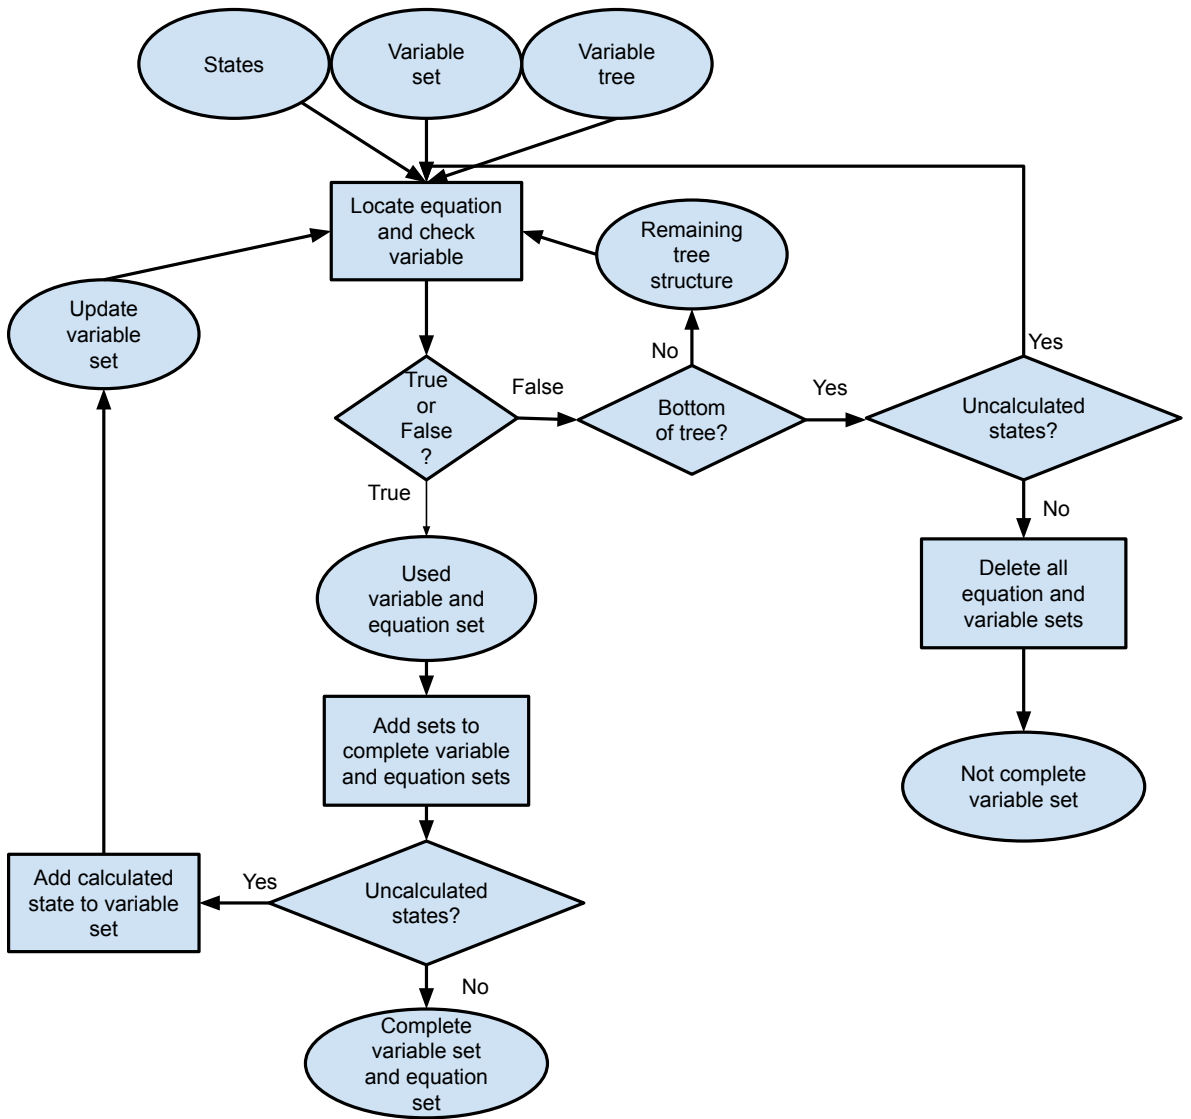 States
Variable
set
Variable
tree
Locate equation
and check
variable
Remaining
tree
structure
Update
variable
set
Yes
No
True
or
False
?
False
Bottom
of tree?
Yes
Uncalculated
states?
True
No
Used
variable and
equation set
Delete all
equation and
variable sets
Add sets to
complete variable
and equation sets
Not complete
variable set
Add calculated
state to variable
set
Yes
Uncalculated
states?
No
Complete
variable set
and equation
set